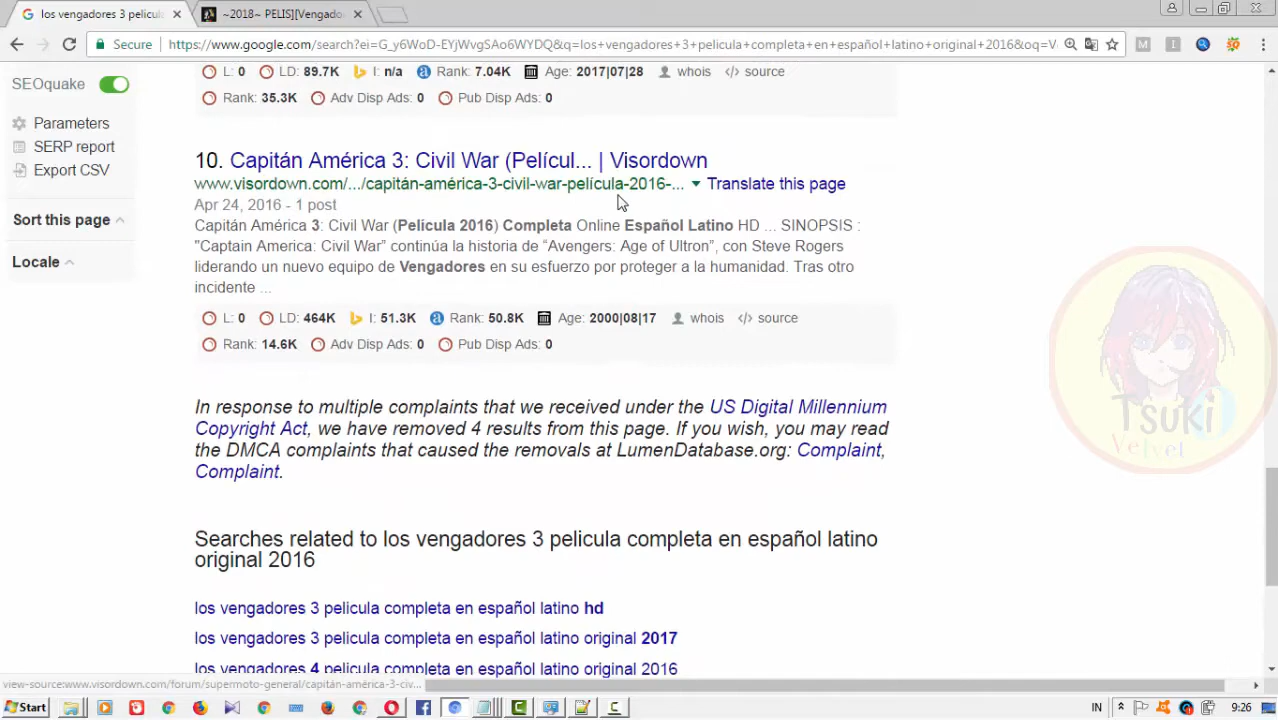 los vengadores 3 pelicul
~2018~ PELIS][Vengado
Secure
https://www.google.com/search?ei=G_y6WoD-EYjWvgSAo6WYDQ&q=los+vengadores+3+pelicula+completa+en+español+latino+original+2016&oq=V
SEOquake
Parameters
SERP report
Export CSV
Sort this page
Locale
L: 0 LD: 89.7K I: n/a Rank: 7.04K Age: 2017|07|28 whois </> source
Rank: 35.3K Adv Disp Ads: 0 Pub Disp Ads: 0
10. Capitán América 3: Civil War (Películ... | Visordown
www.visordown.com/.../capitán-américa-3-civil-war-película-2016-... Translate this page
Apr 24, 2016 - 1 post
Capitán América 3: Civil War (Película 2016) Completa Online Español Latino HD ... SINOPSIS :
"Captain America: Civil War” continúa la historia de “Avengers: Age of Ultron”, con Steve Rogers
liderando un nuevo equipo de Vengadores en su esfuerzo por proteger a la humanidad. Tras otro
incidente ...
L: 0 LD: 464K I: 51.3K Rank: 50.8K Age: 2000|08|17 whois </> source
Rank: 14.6K Adv Disp Ads: 0 Pub Disp Ads: 0
Tsuki
Velvet
In response to multiple complaints that we received under the US Digital Millennium
Copyright Act, we have removed 4 results from this page. If you wish, you may read
the DMCA complaints that caused the removals at LumenDatabase.org: Complaint,
Complaint.
Searches related to los vengadores 3 pelicula completa en español latino
original 2016
los vengadores 3 pelicula completa en español latino hd
los vengadores 3 pelicula completa en español latino original 2017
los vengadores 4 pelicula completa en español latino original 2016
view-source:www.visordown.com/forum/supermoto-general/capitán-américa-3-civ...
Start
IN
9:26